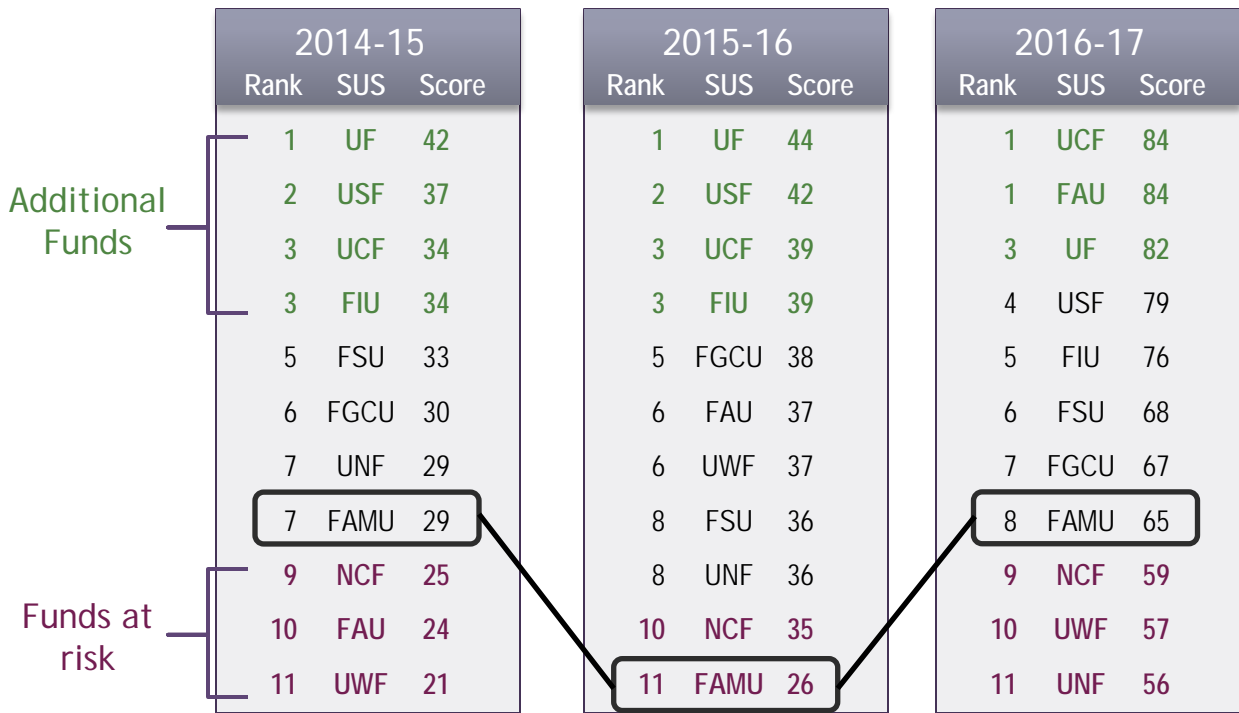 2014-15
Rank SUS Score
1 UF 42
2 USF 37
3 UCF 34
3 FIU 34
5 FSU 33
6 FGCU 30
7 UNF 29
7 FAMU 29
9 NCF 25
10 FAU 24
11 UWF 21
2015-16
Rank SUS Score
1 UF 44
2 USF 42
3 UCF 39
3 FIU 39
5 FGCU 38
6 FAU 37
6 UWF 37
8 FSU 36
8 UNF 36
10 NCF 35
11 FAMU 26
2016-17
Rank SUS Score
1 UCF 84
1 FAU 84
3 UF 82
4 USF 79
5 FIU 76
6 FSU 68
7 FGCU 67
8 FAMU 65
9 NCF 59
10 UWF 57
11 UNF 56
Additional
Funds
Funds at
risk